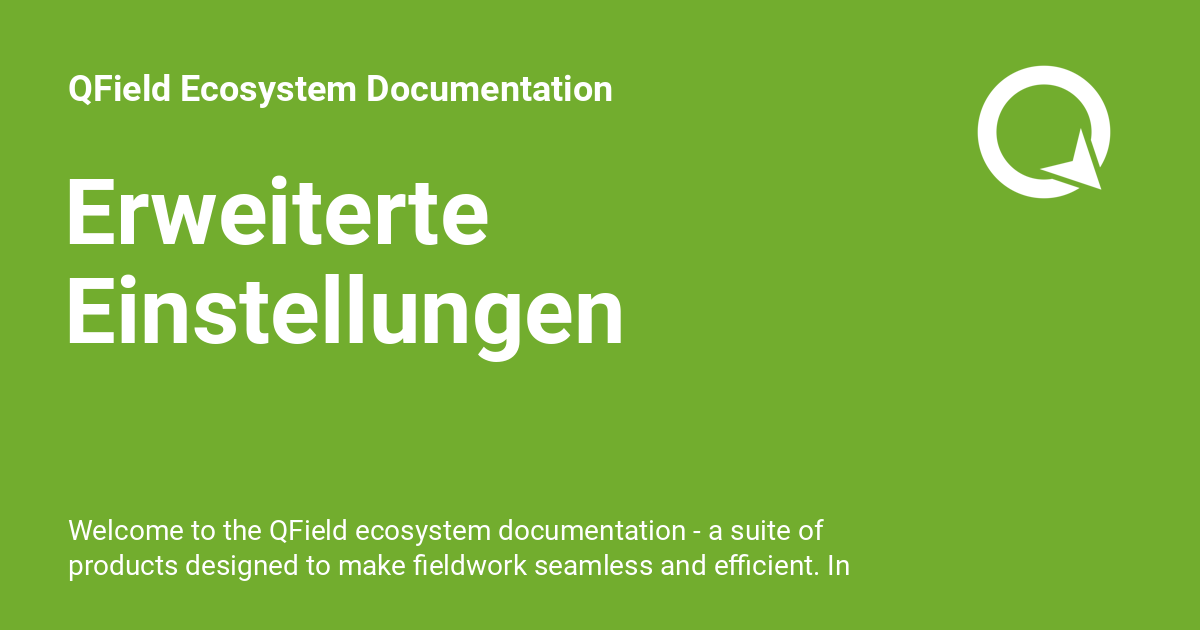 QField Ecosystem Documentation
Erweiterte
Einstellungen
Welcome to the QField ecosystem documentation - a suite of
products designed to make fieldwork seamless and efficient. In